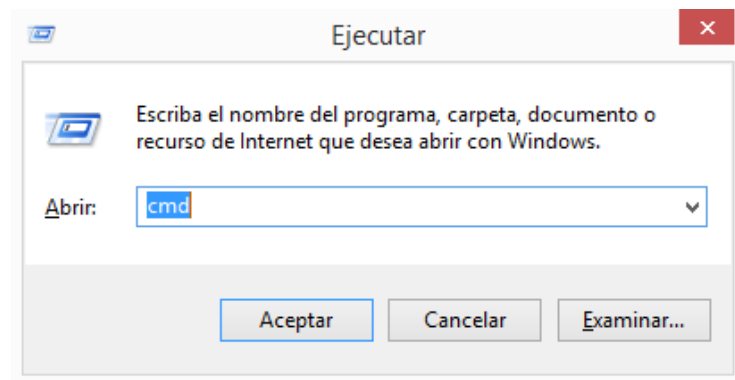 Ejecutar
Escriba el nombre del programa, carpeta, documento o
recurso de Internet que desea abrir con Windows.
Abrir: cmd
Aceptar Cancelar Examinar...